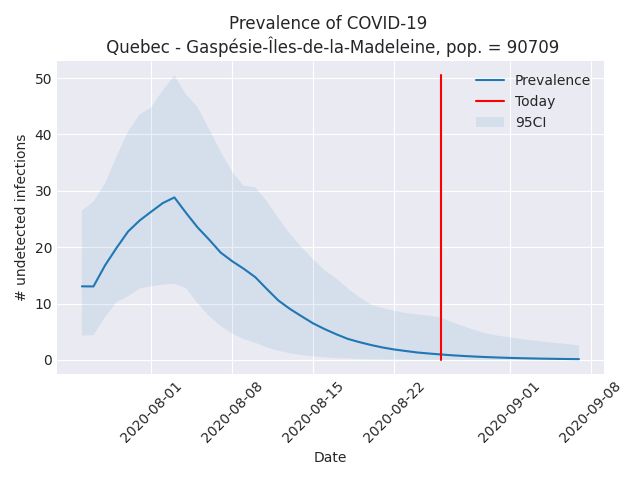 Prevalence of COVID-19
Quebec - Gaspésie-Îles-de-la-Madeleine, pop. = 90709
Prevalence
Today
95CI
# undetected infections
50
40
30
20
10
0
2020-08-01
2020-08-08
2020-08-15
2020-08-22
2020-09-01
2020-09-08
Date